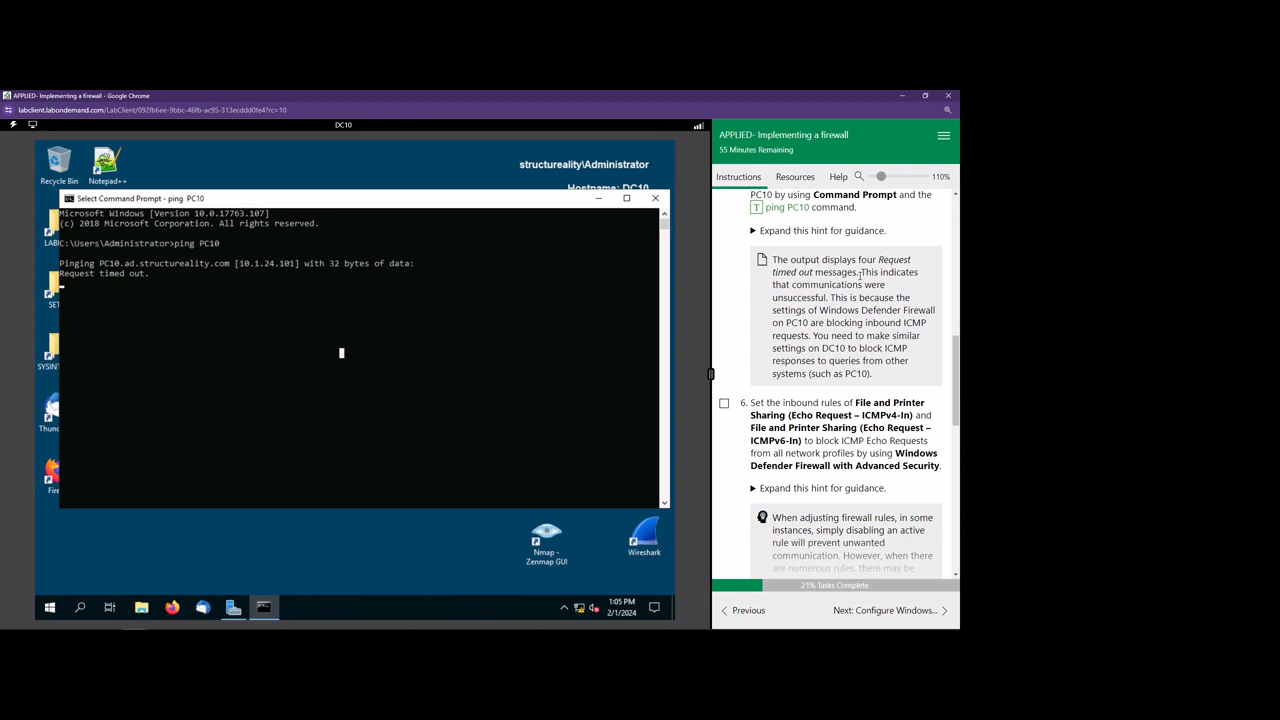 APPLIED- Implementing a firewall - Google Chrome
labclient.labondemand.com/LabClient/092fb6ee-9bbc-46fb-ac95-313ecddd0fe4?rc=10
DC10
Recycle Bin
Notepad++
structureality\Administrator
Hostname: DC10
Select Command Prompt - ping PC10
Microsoft Windows [Version 10.0.17763.107]
(c) 2018 Microsoft Corporation. All rights reserved.
C:\Users\Administrator>ping PC10
Pinging PC10.ad.structureality.com [10.1.24.101] with 32 bytes of data:
Request timed out.
LAB
SET
SYSIN
Thun
Fire
Nmap -
Zenmap GUI
Wireshark
1:05 PM
2/1/2024
APPLIED- Implementing a firewall
55 Minutes Remaining
Instructions
Resources
Help
110%
PC10 by using Command Prompt and the
T ping PC10 command.
Expand this hint for guidance.
The output displays four Request
timed out messages. This indicates
that communications were
unsuccessful. This is because the
settings of Windows Defender Firewall
on PC10 are blocking inbound ICMP
requests. You need to make similar
settings on DC10 to block ICMP
responses to queries from other
systems (such as PC10).
6. Set the inbound rules of File and Printer
Sharing (Echo Request – ICMPv4-In) and
File and Printer Sharing (Echo Request –
ICMPv6-In) to block ICMP Echo Requests
from all network profiles by using Windows
Defender Firewall with Advanced Security.
Expand this hint for guidance.
When adjusting firewall rules, in some
instances, simply disabling an active
rule will prevent unwanted
communication. However, when there
are numerous rules, there may be
21% Tasks Complete
Previous
Next: Configure Windows...